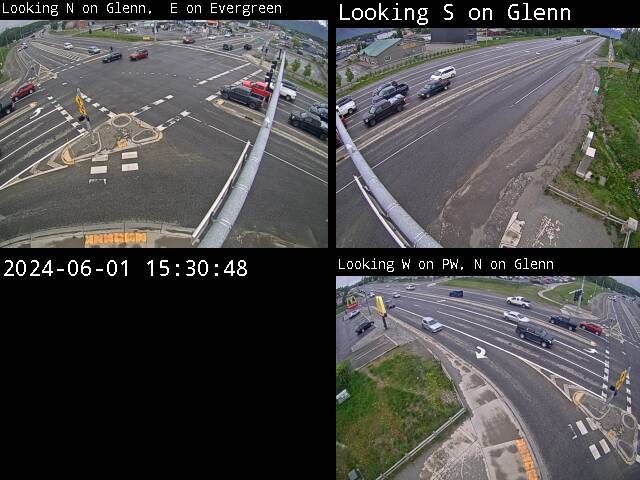 Looking N on Glenn,  E on Evergreen
Looking S on Glenn
2024-06-01 15:30:48
Looking W on PW, N on Glenn